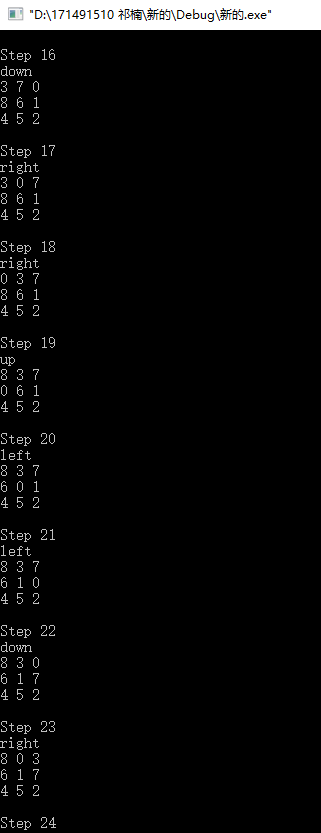 "D:\171491510 祁楠\新的\Debug\新的.exe"
Step 16
down
3 7 0
8 6 1
4 5 2
Step 17
right
3 0 7
8 6 1
4 5 2
Step 18
right
0 3 7
8 6 1
4 5 2
Step 19
up
8 3 7
0 6 1
4 5 2
Step 20
left
8 3 7
6 0 1
4 5 2
Step 21
left
8 3 7
6 1 0
4 5 2
Step 22
down
8 3 0
6 1 7
4 5 2
Step 23
right
8 0 3
6 1 7
4 5 2
Step 24